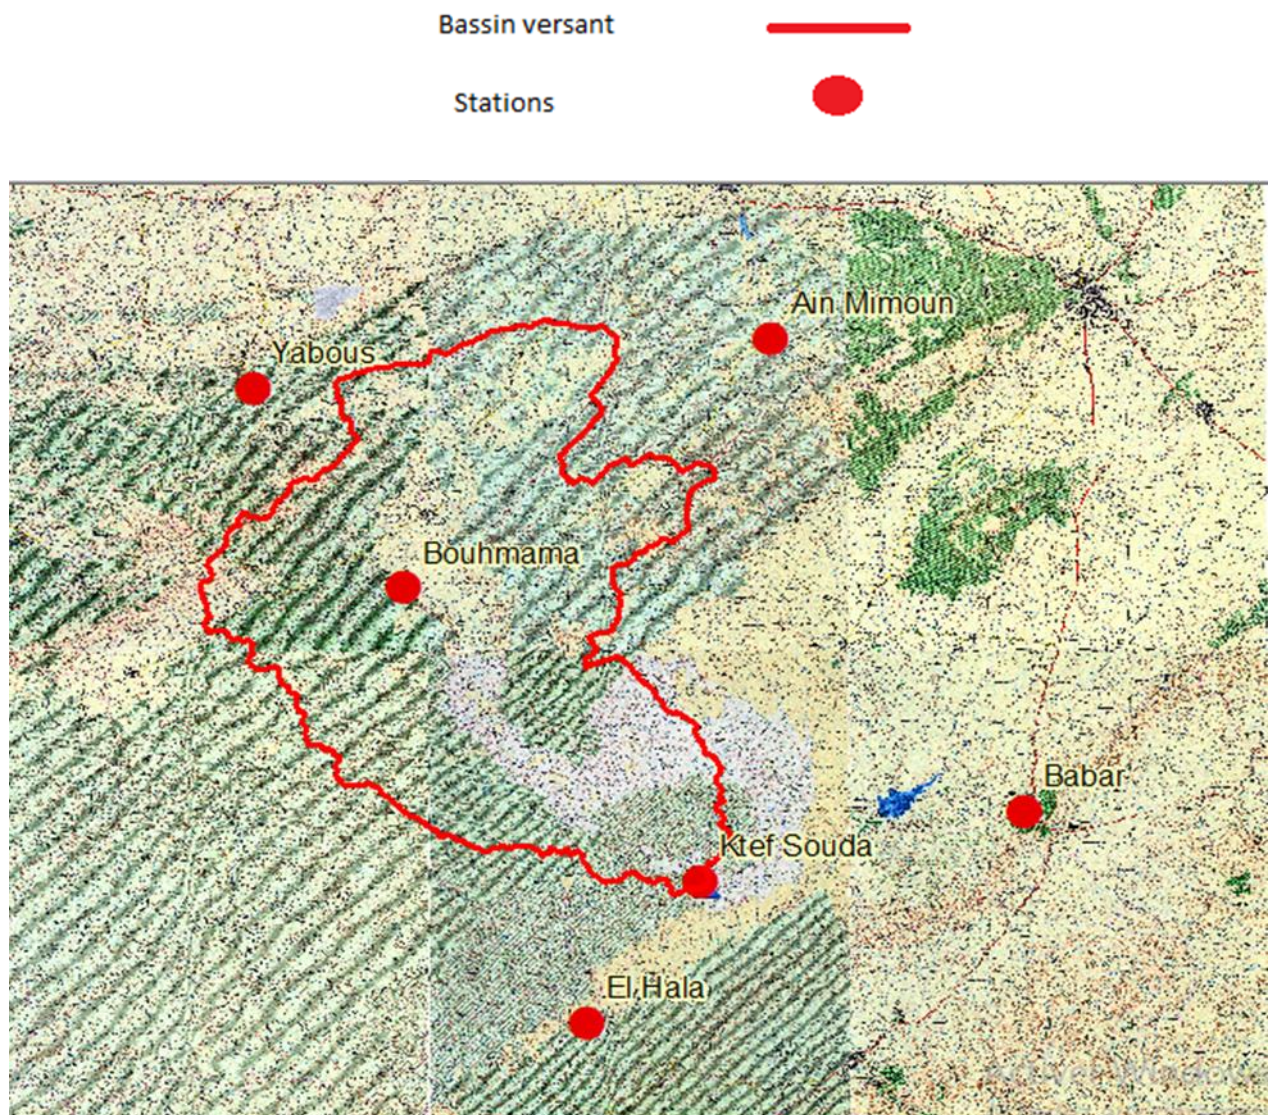 Bassin versant
Stations
Ain Mimoun
Yabous
Bouhmama
Babar
Ktef Souda
El Hala